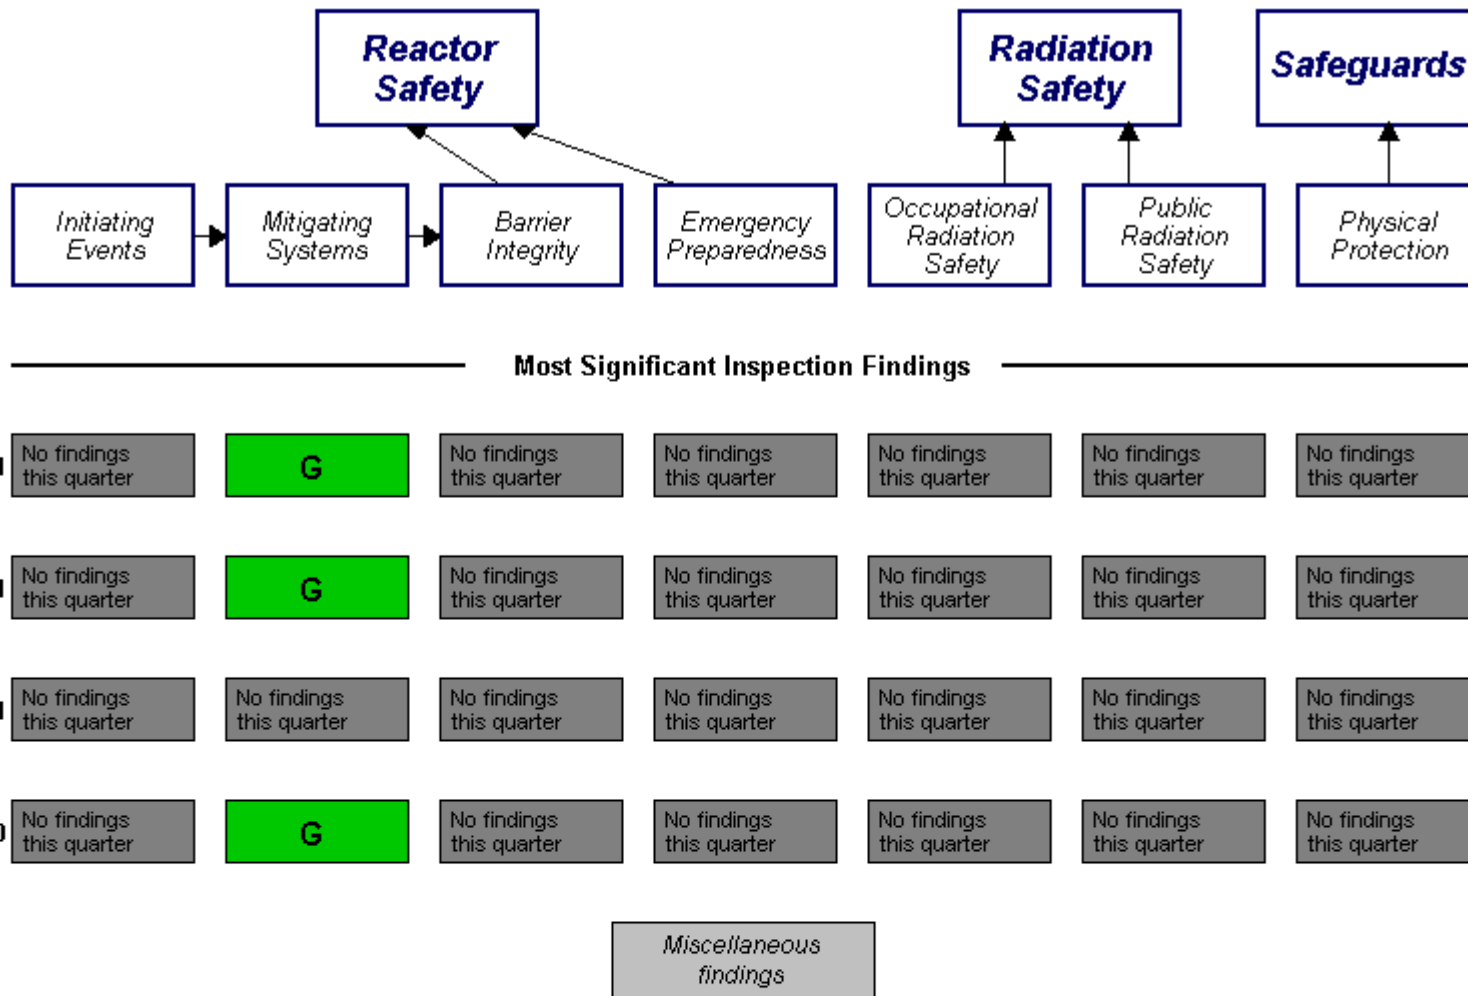 Reactor
Safety
Radiation
Safety
Safeguards
Initiating
Events
Mitigating
Systems
Barrier
Integrity
Emergency
Preparedness
Occupational
Radiation
Safety
Public
Radiation
Safety
Physical
Protection
Most Significant Inspection Findings
No findings
this quarter
G
No findings
this quarter
No findings
this quarter
No findings
this quarter
No findings
this quarter
No findings
this quarter
No findings
this quarter
G
No findings
this quarter
No findings
this quarter
No findings
this quarter
No findings
this quarter
No findings
this quarter
No findings
this quarter
No findings
this quarter
No findings
this quarter
No findings
this quarter
No findings
this quarter
No findings
this quarter
No findings
this quarter
No findings
this quarter
G
No findings
this quarter
No findings
this quarter
No findings
this quarter
No findings
this quarter
No findings
this quarter
Miscellaneous
findings